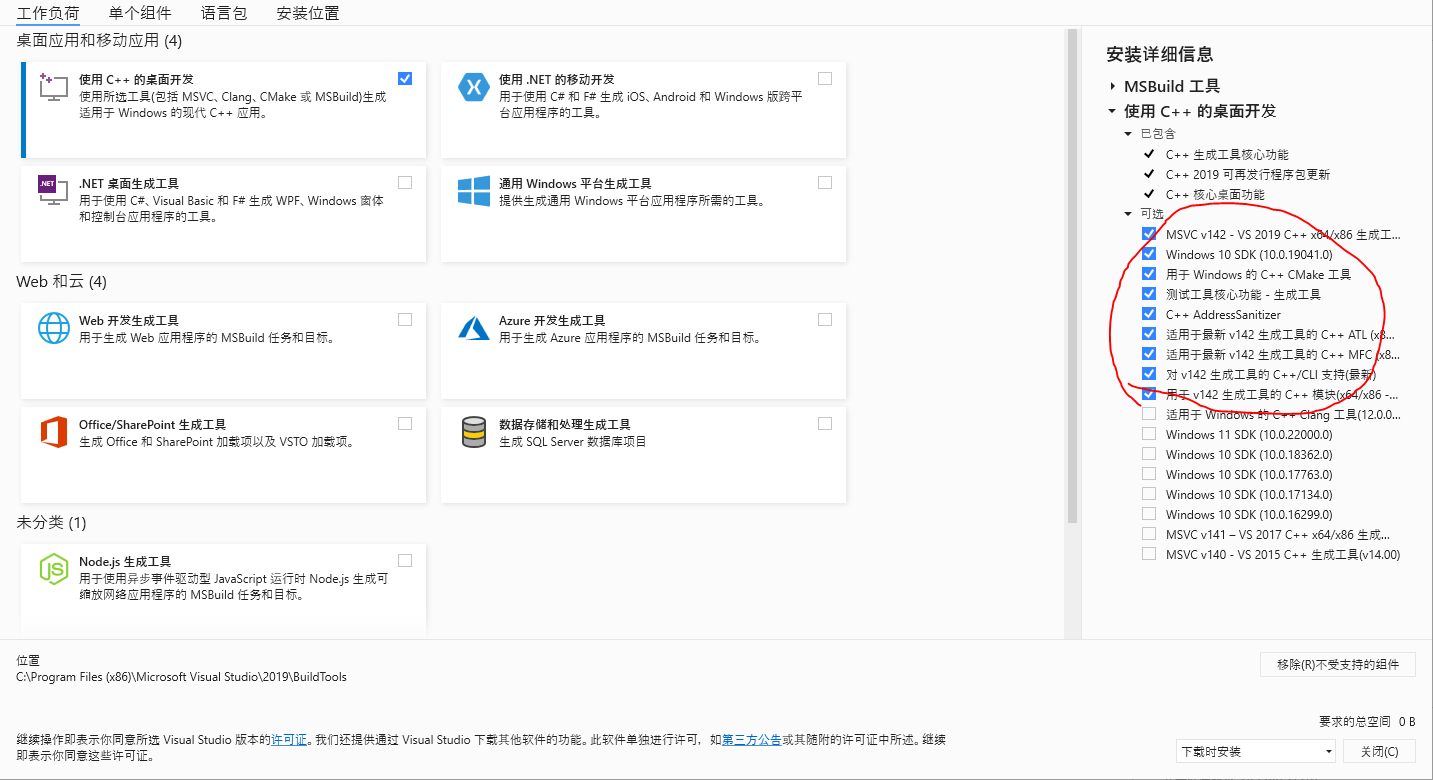 工作负荷 单个组件 语言包 安装位置
桌面应用和移动应用 (4)
使用 C++ 的桌面开发
使用所选工具(包括 MSVC、Clang、CMake 或 MSBuild)生成
适用于 Windows 的现代 C++ 应用。
使用 .NET 的移动开发
用于使用 C# 和 F# 生成 iOS、Android 和 Windows 版跨平
台应用程序的工具。
.NET
.NET 桌面生成工具
用于使用 C#、Visual Basic 和 F# 生成 WPF、Windows 窗体
和控制台应用程序的工具。
通用 Windows 平台生成工具
提供生成通用 Windows 平台应用程序所需的工具。
Web 和云 (4)
Web 开发生成工具
用于生成 Web 应用程序的 MSBuild 任务和目标。
Azure 开发生成工具
用于生成 Azure 应用程序的 MSBuild 任务和目标。
Office/SharePoint 生成工具
生成 Office 和 SharePoint 加载项以及 VSTO 加载项。
数据存储和处理生成工具
生成 SQL Server 数据库项目
未分类 (1)
Node.js 生成工具
用于使用异步事件驱动型 JavaScript 运行时 Node.js 生成可
缩放网络应用程序的 MSBuild 任务和目标。
安装详细信息
MSBuild 工具
使用 C++ 的桌面开发
已包含
C++ 生成工具核心功能
C++ 2019 可再发行程序包更新
C++ 核心桌面功能
可选
MSVC v142 - VS 2019 C++ x64/x86 生成工...
Windows 10 SDK (10.0.19041.0)
用于 Windows 的 C++ CMake 工具
测试工具核心功能 - 生成工具
C++ AddressSanitizer
适用于最新 v142 生成工具的 C++ ATL (x8...
适用于最新 v142 生成工具的 C++ MFC (x8...
对 v142 生成工具的 C++/CLI 支持(最新)
用于 v142 生成工具的 C++ 模块(x64/x86 -...
适用于 Windows 的 C++ Clang 工具(12.0.0...
Windows 11 SDK (10.0.22000.0)
Windows 10 SDK (10.0.18362.0)
Windows 10 SDK (10.0.17763.0)
Windows 10 SDK (10.0.17134.0)
Windows 10 SDK (10.0.16299.0)
MSVC v141 – VS 2017 C++ x64/x86 生成...
MSVC v140 - VS 2015 C++ 生成工具(v14.00)
位置
C:\Program Files (x86)\Microsoft Visual Studio\2019\BuildTools
移除(R)不受支持的组件
要求的总空间 0 B
继续操作即表示你同意所选 Visual Studio 版本的许可证。我们还提供通过 Visual Studio 下载其他软件的功能。此软件单独进行许可，如第三方公告或其随附的许可证中所述。继续
即表示你同意这些许可证。
下载时安装
关闭(C)